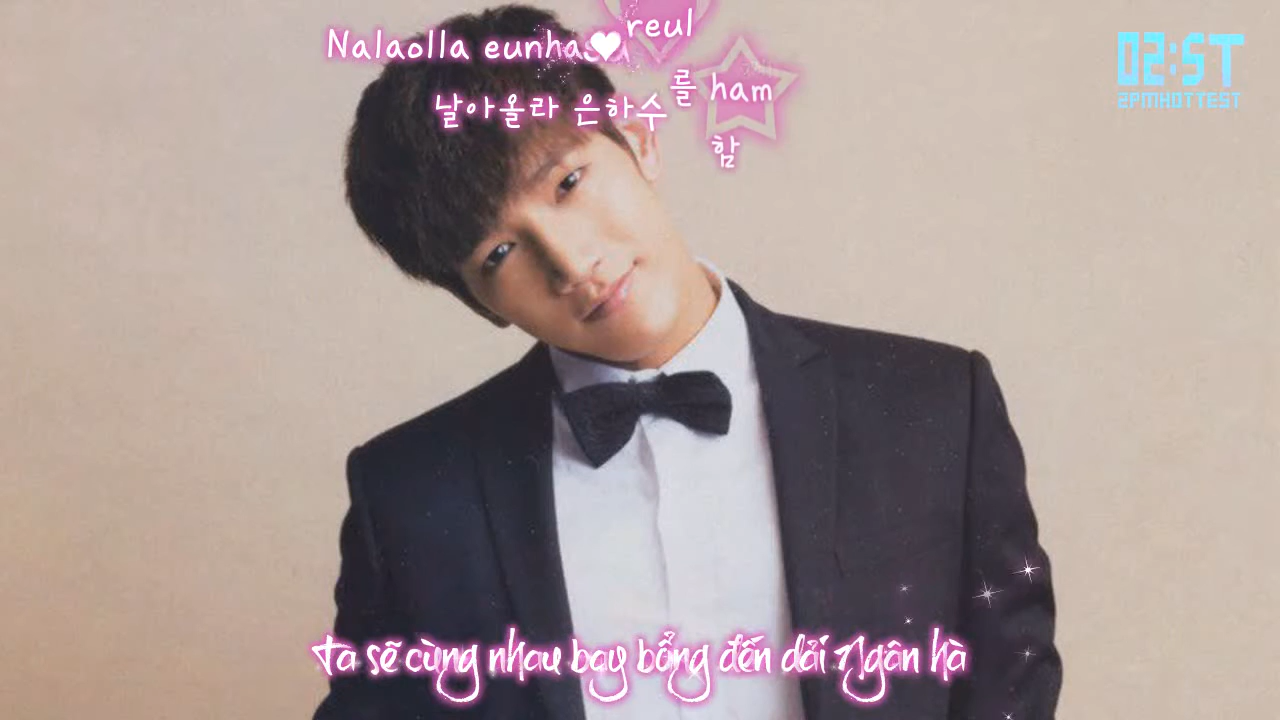 Nalaolla eunhasu reul ham
날아올라 은하수를 함
02:ST
2PMHOTTEST
ta sẽ cùng nhau bay bổng đến dải Ngân hà